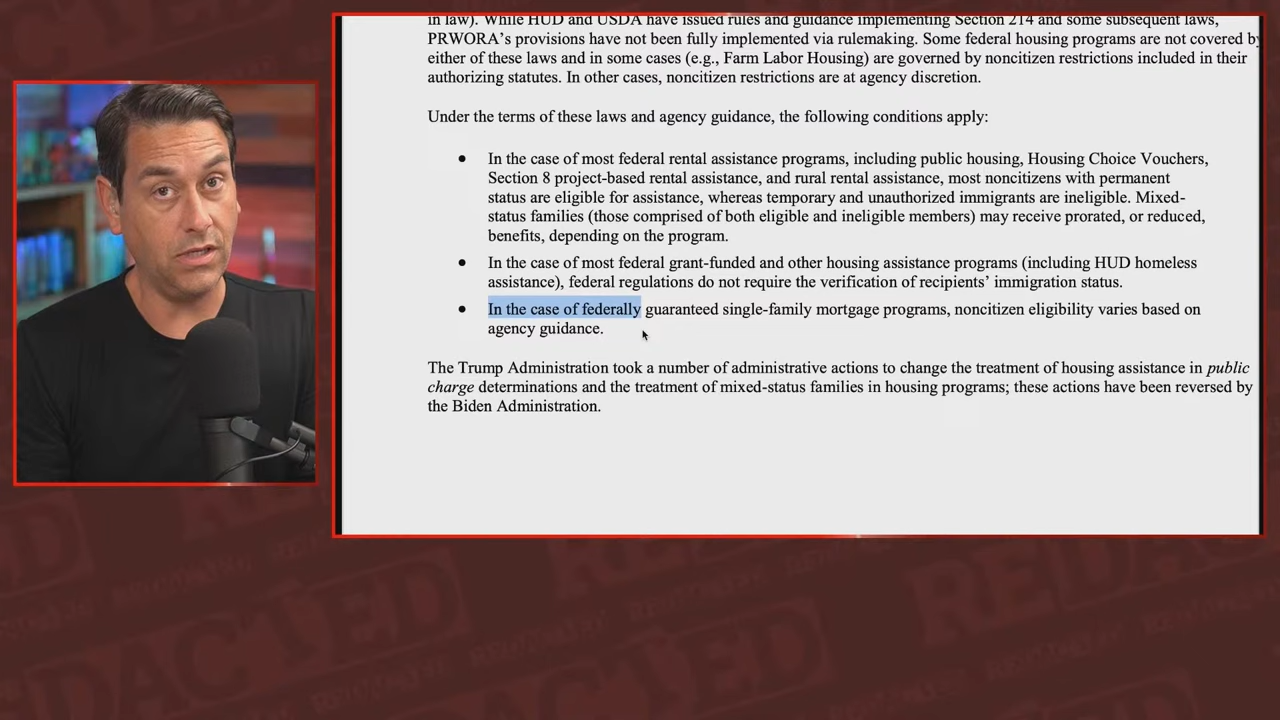 in law). While HUD and USDA have issued rules and guidance implementing Section 214 and some subsequent laws,
PRWORA's provisions have not been fully implemented via rulemaking. Some federal housing programs are not covered by
either of these laws and in some cases (e.g., Farm Labor Housing) are governed by noncitizen restrictions included in their
authorizing statutes. In other cases, noncitizen restrictions are at agency discretion.
Under the terms of these laws and agency guidance, the following conditions apply:
• In the case of most federal rental assistance programs, including public housing, Housing Choice Vouchers,
Section 8 project-based rental assistance, and rural rental assistance, most noncitizens with permanent
status are eligible for assistance, whereas temporary and unauthorized immigrants are ineligible. Mixed-
status families (those comprised of both eligible and ineligible members) may receive prorated, or reduced,
benefits, depending on the program.
• In the case of most federal grant-funded and other housing assistance programs (including HUD homeless
assistance), federal regulations do not require the verification of recipients' immigration status.
• In the case of federally guaranteed single-family mortgage programs, noncitizen eligibility varies based on
agency guidance.
The Trump Administration took a number of administrative actions to change the treatment of housing assistance in public
charge determinations and the treatment of mixed-status families in housing programs; these actions have been reversed by
the Biden Administration.
REDACTED